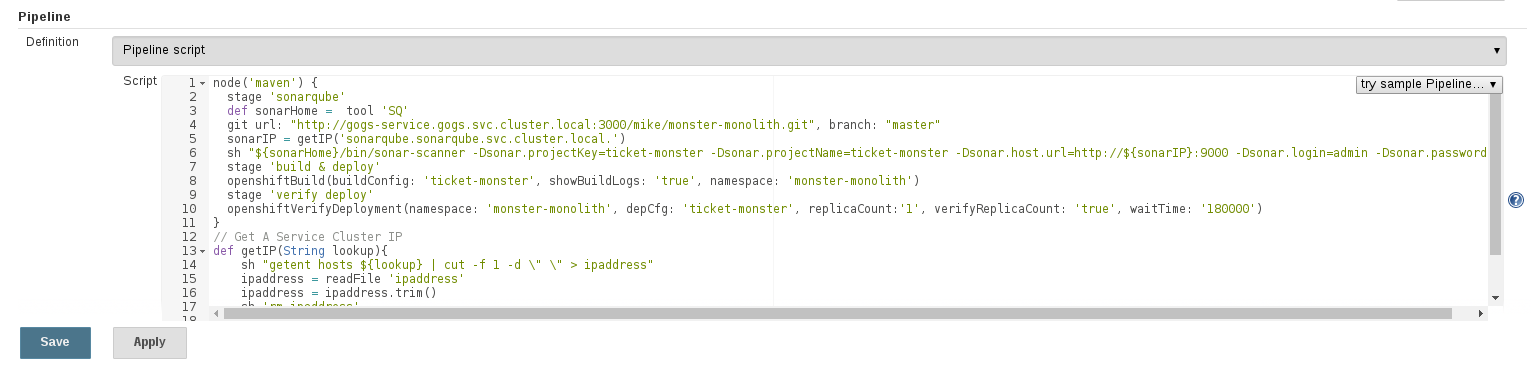 Pipeline
Definition
Pipeline script
Script
try sample Pipeline...
1 node('maven') {
2 stage 'sonarqube'
3 def sonarHome =  tool 'SQ'
4 git url: "http://gogs-service.gogs.svc.cluster.local:3000/mike/monster-monolith.git", branch: "master"
5 sonarIP = getIP('sonarqube.sonarqube.svc.cluster.local.')
6 sh "${sonarHome}/bin/sonar-scanner -Dsonar.projectKey=ticket-monster -Dsonar.projectName=ticket-monster -Dsonar.host.url=http://${sonarIP}:9000 -Dsonar.login=admin -Dsonar.password
7 stage 'build & deploy'
8 openshiftBuild(buildConfig: 'ticket-monster', showBuildLogs: 'true', namespace: 'monster-monolith')
9 stage 'verify deploy'
10 openshiftVerifyDeployment(namespace: 'monster-monolith', depCfg: 'ticket-monster', replicaCount:'1', verifyReplicaCount: 'true', waitTime: '180000')
11 }
12 // Get A Service Cluster IP
13 def getIP(String lookup){
14 sh "getent hosts ${lookup} | cut -f 1 -d \" \" > ipaddress"
15 ipaddress = readFile 'ipaddress'
16 ipaddress = ipaddress.trim()
17
18
Save
Apply